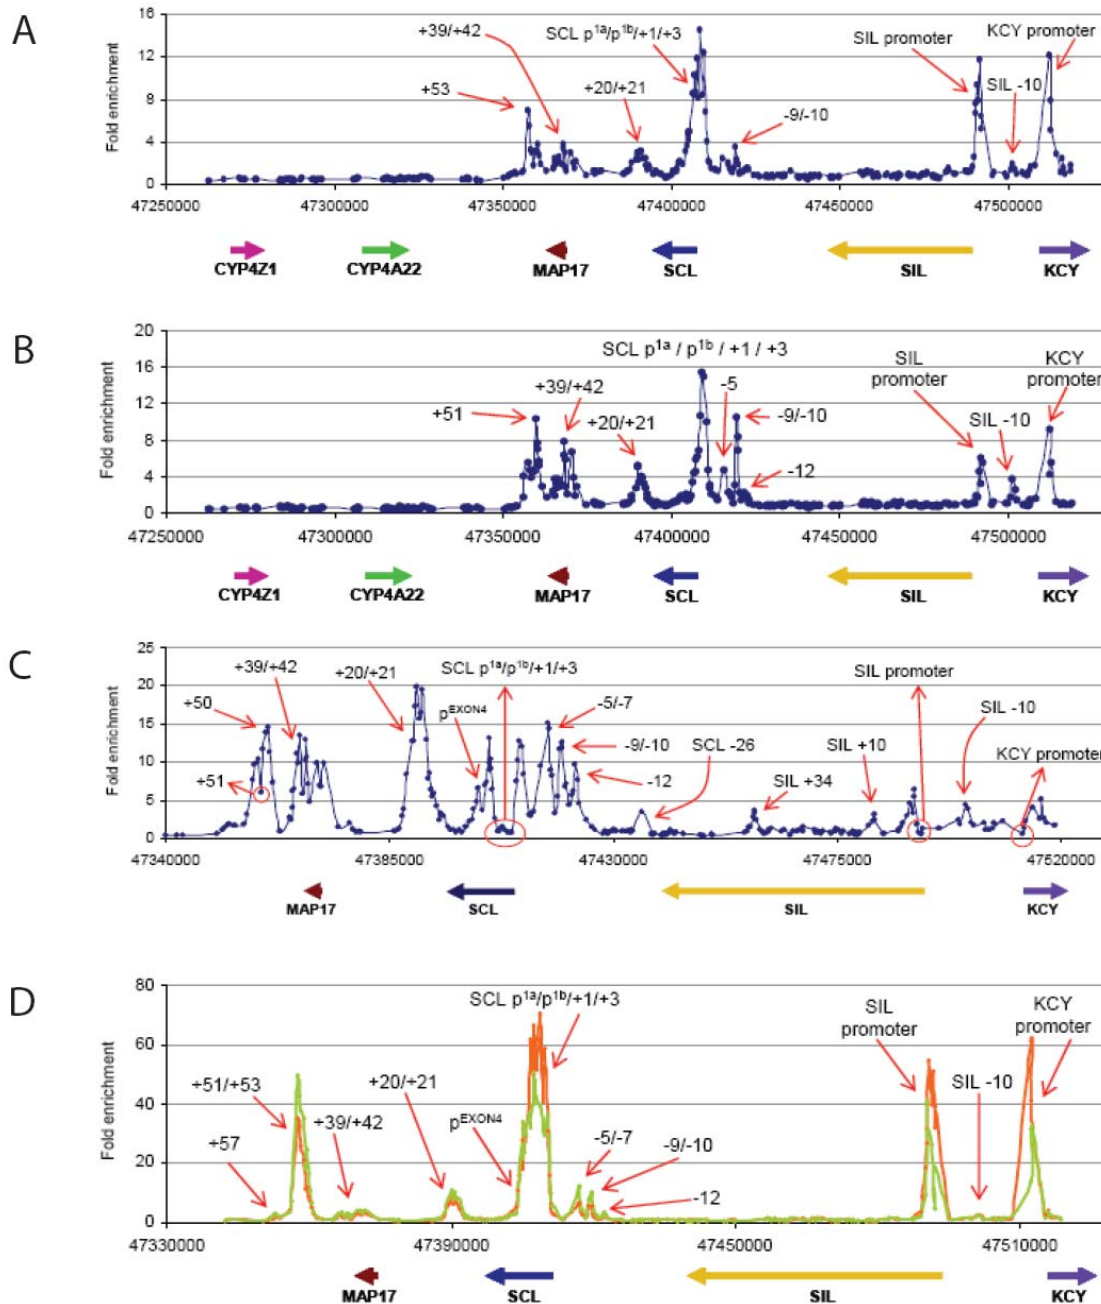 A
Fold enrichment
16
12
8
4
0
+53
+39/+42
+20/+21
SCL p1a/p1b/+1/+3
-9/-10
SIL promoter
SIL -10
KCY promoter
47250000 47300000 47350000 47400000 47450000 47500000
CYP4Z1 CYP4A22 MAP17 SCL SIL KCY
B
Fold enrichment
20
16
12
8
4
0
+51
+39/+42
+20/+21
SCL p1a / p1b / +1 / +3
-5
-9/-10
-12
SIL
promoter
SIL -10
KCY
promoter
47250000 47300000 47350000 47400000 47450000 47500000
CYP4Z1 CYP4A22 MAP17 SCL SIL KCY
C
Fold enrichment
25
20
15
10
5
0
+50
+51
+39/+42
+20/+21
pEXON4
SCL p1a/p1b/+1/+3
-5/-7
-9/-10
-12
SCL -26
SIL +34
SIL +10
SIL promoter
SIL -10
KCY promoter
47340000 47385000 47430000 47475000 47520000
MAP17 SCL SIL KCY
D
Fold enrichment
80
60
40
20
0
+57
+51/+53
+39/+42
+20/+21
pEXON4
SCL p1a/p1b/+1/+3
-5/-7
-9/-10
-12
SIL
promoter
SIL -10
KCY
promoter
47330000 47390000 47450000 47510000
MAP17 SCL SIL KCY